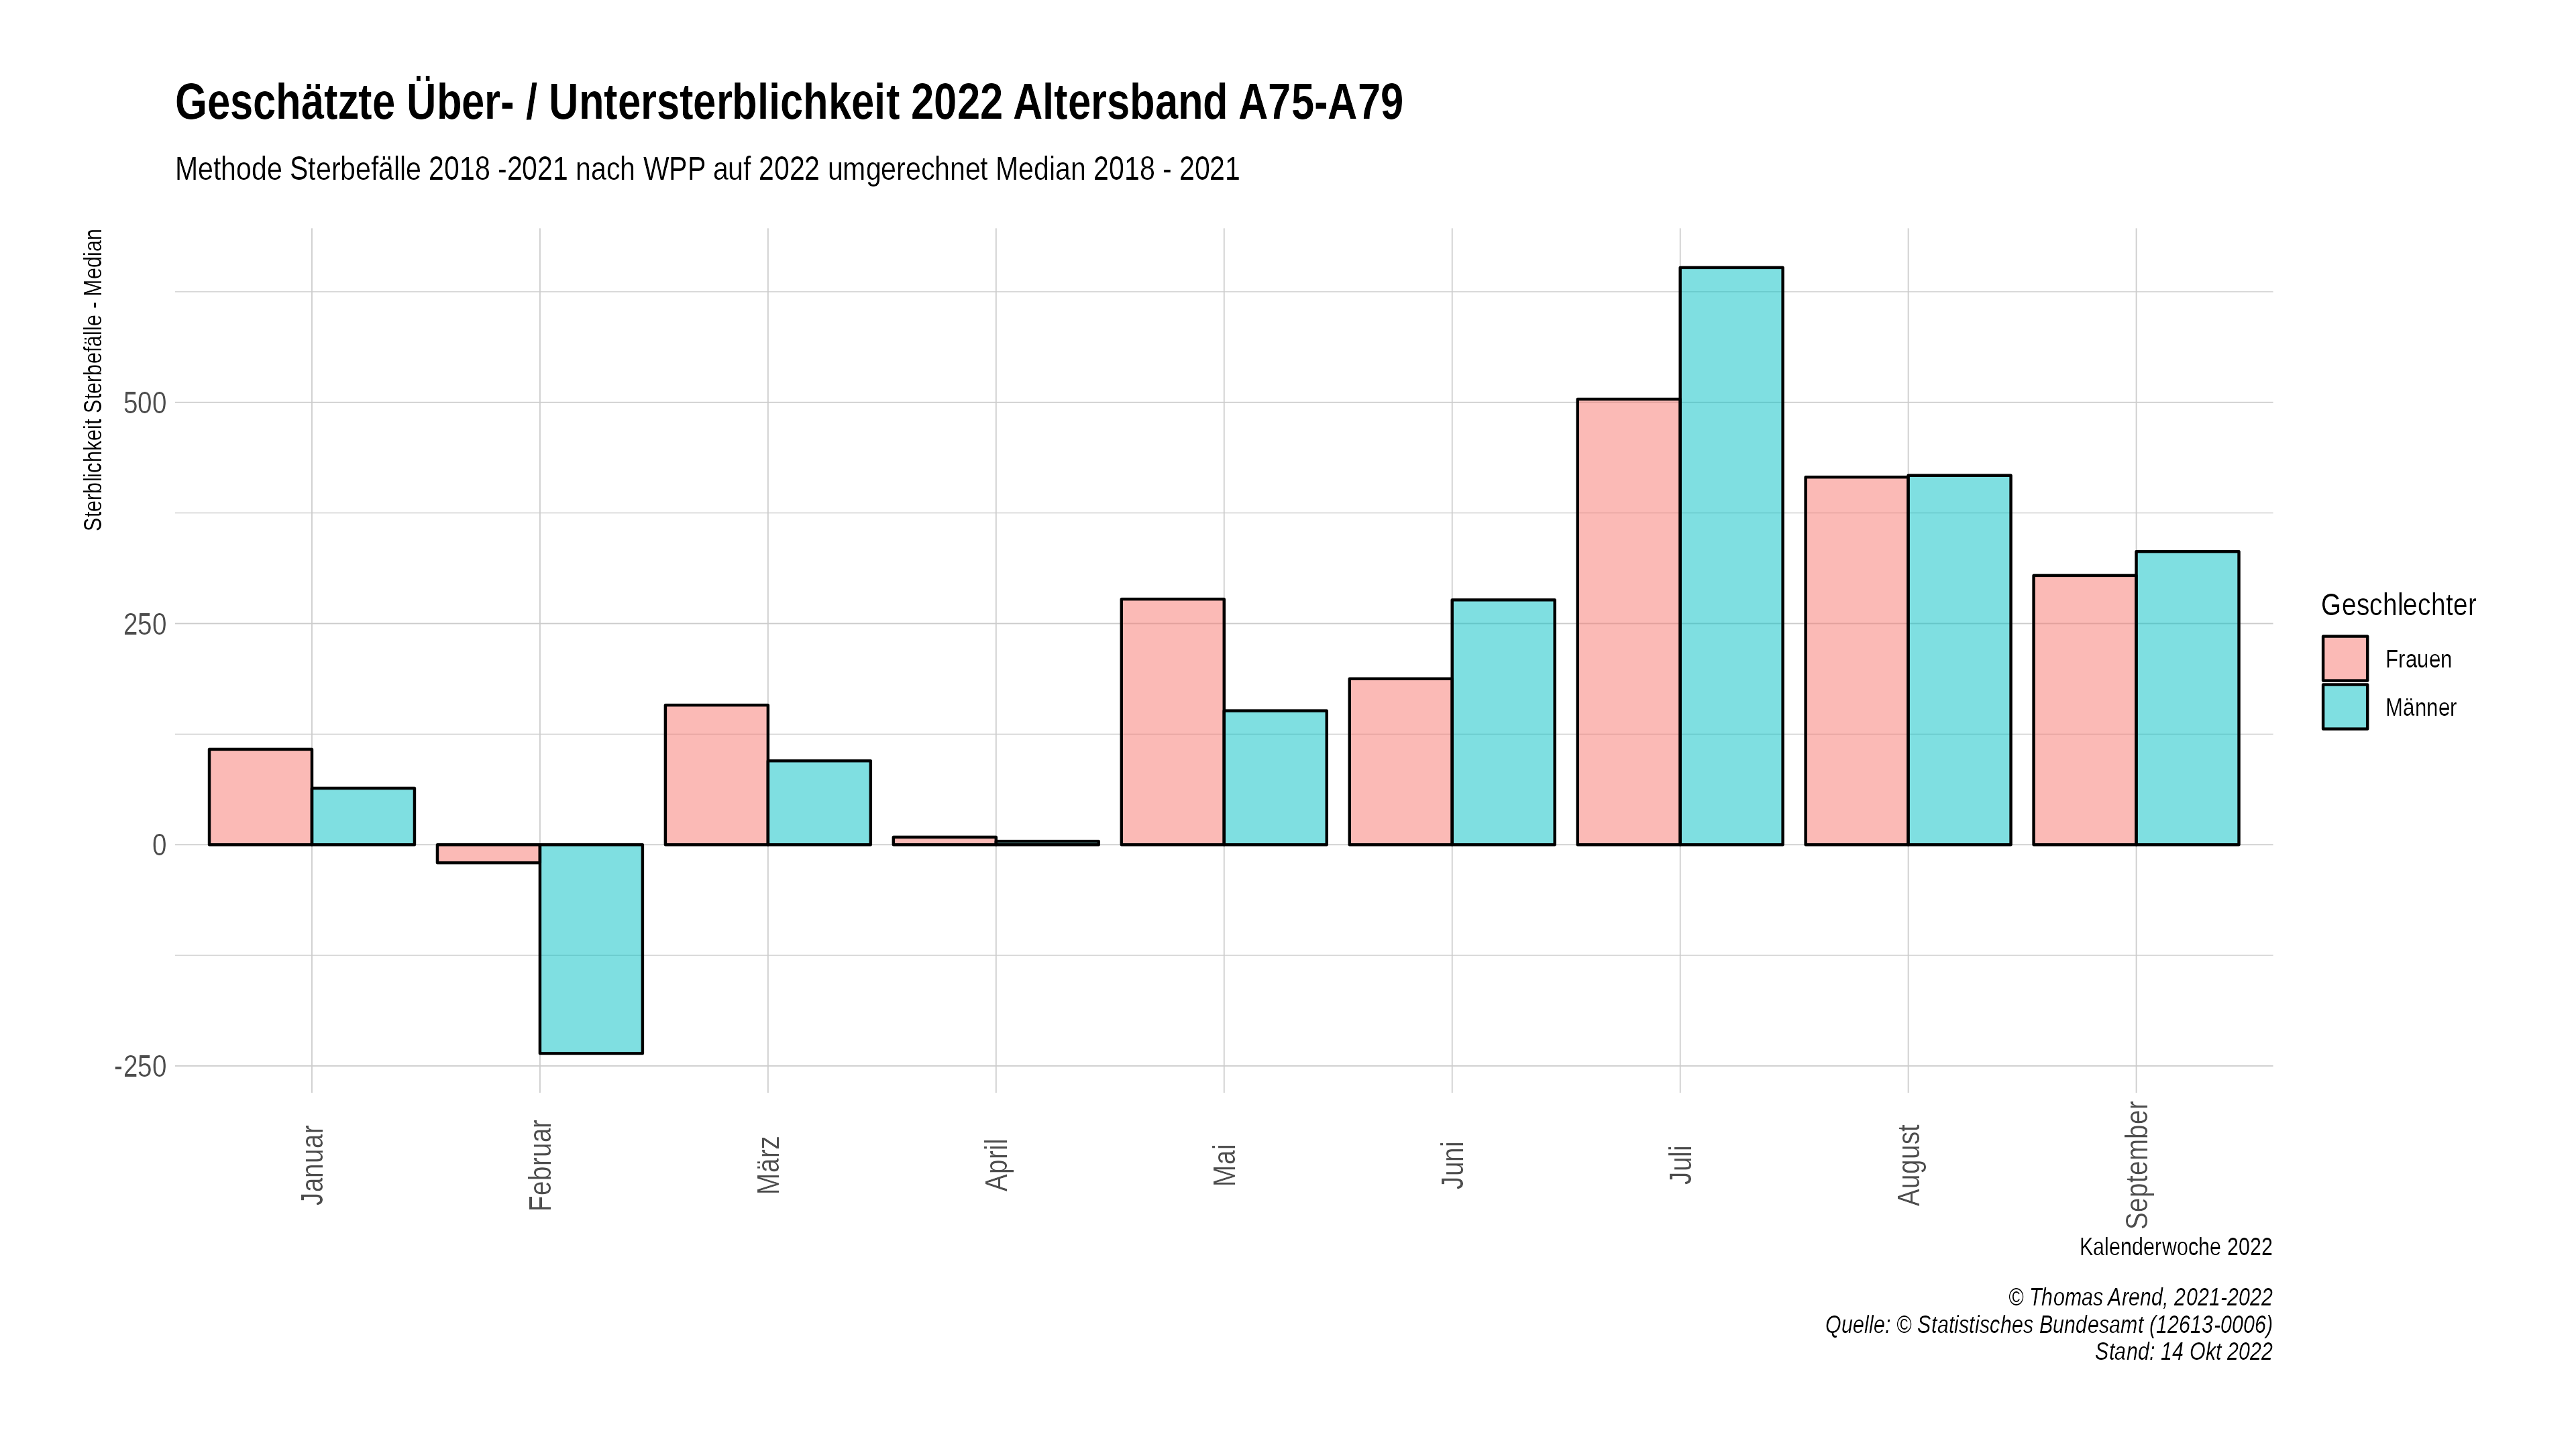 Geschätzte Über- / Untersterblichkeit 2022 Altersband A75-A79
Methode Sterbefälle 2018 -2021 nach WPP auf 2022 umgerechnet Median 2018 - 2021
Sterblichkeit Sterbefälle - Median
500
250
0
-250
Januar
Februar
März
April
Mai
Juni
Juli
August
September
Kalenderwoche 2022
Geschlechter
Frauen
Männer
© Thomas Arend, 2021-2022
Quelle: © Statistisches Bundesamt (12613-0006)
Stand: 14 Okt 2022